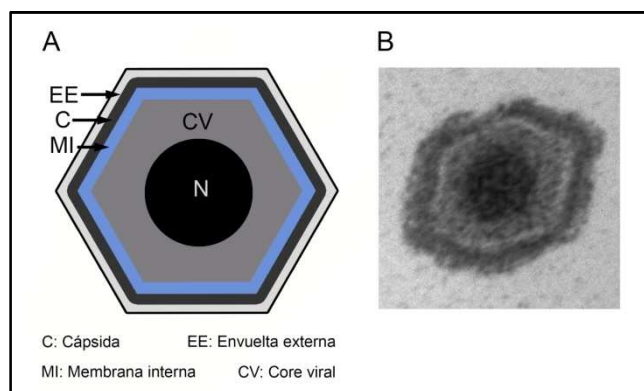 A
B
EE
C
MI
CV
N
C: Cápsida EE: Envuelta externa
MI: Membrana interna CV: Core viral